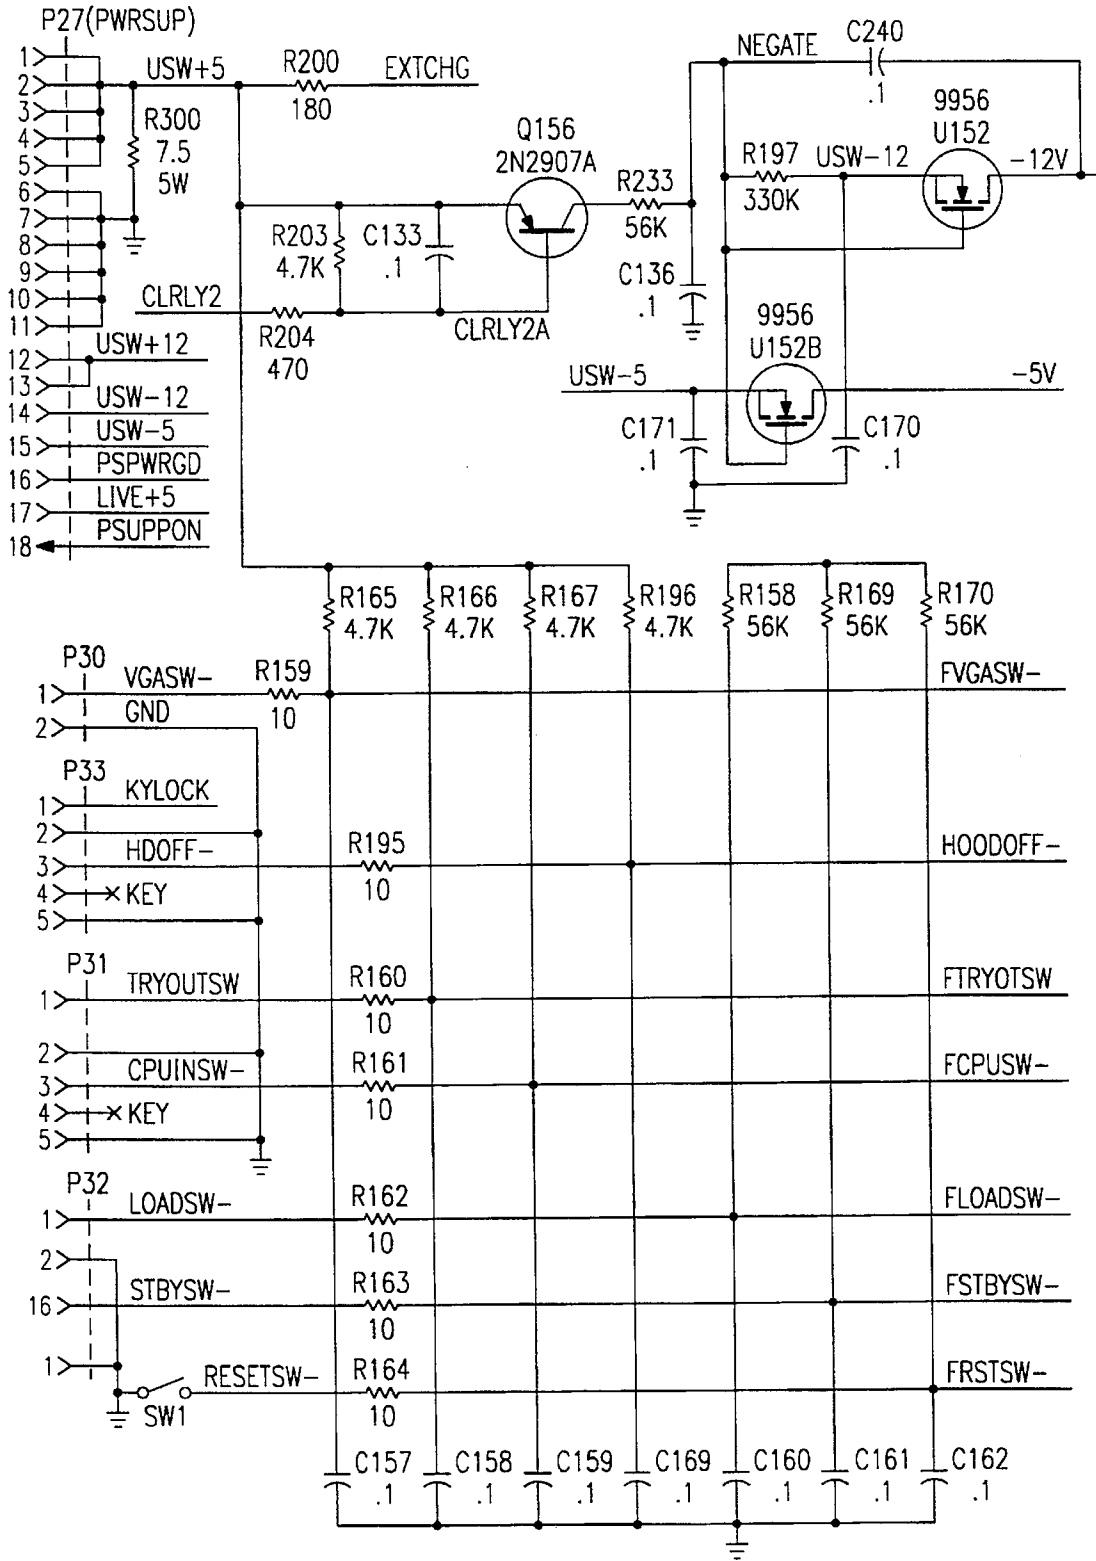 P27(PWRSUP)
1
2
3
4
5
6
7
8
9
10
11
12
13
14
15
16
17
18
USW+5
R300
7.5
5W
R200
180
EXTCHG
Q156
2N2907A
R203
4.7K
C133
.1
CLRLY2
R204
470
CLRLY2A
R233
56K
C136
.1
NEGATE
C240
.1
R197
330K
USW-12
9956
U152
-12V
9956
U152B
USW-5
-5V
C171
.1
C170
.1
USW+12
USW-12
USW-5
PSPWRGD
LIVE+5
PSUPPON
R165
4.7K
R166
4.7K
R167
4.7K
R196
4.7K
R158
56K
R169
56K
R170
56K
P30
1
VGASW-
R159
10
FVGASW-
2
GND
P33
1
KYLOCK
2
3
HDOFF-
R195
10
HOODOFF-
4
KEY
5
P31
1
TRYOUTSW
R160
10
FTRYOTSW
2
3
CPUINSW-
R161
10
FCPUSW-
4
KEY
5
P32
1
LOADSW-
R162
10
FLOADSW-
2
16
STBYSW-
R163
10
FSTBYSW-
1
SW1
RESETSW-
R164
10
FRSTSW-
C157
.1
C158
.1
C159
.1
C169
.1
C160
.1
C161
.1
C162
.1